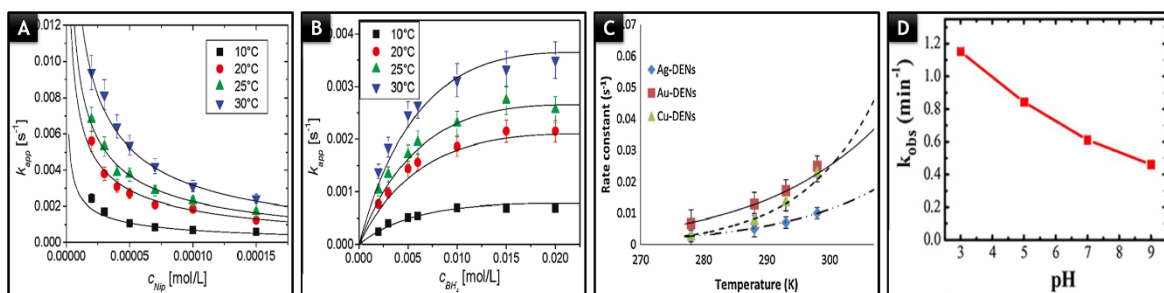 A
0.012
0.010
0.008
0.006
0.004
0.002
0.000
k_app [s⁻¹]
10°C
20°C
25°C
30°C
0.00000 0.00005 0.00010 0.00015
c_Nip [mol/L]
B
0.004
0.003
0.002
0.001
0.000
k_app [s⁻¹]
10°C
20°C
25°C
30°C
0.000 0.005 0.010 0.015 0.020
c_BH₄ [mol/L]
C
0.07
0.06
0.05
0.04
0.03
0.02
0.01
0
Rate constant (s⁻¹)
Ag-DENs
Au-DENs
Cu-DENs
270 280 290 300
Temperature (K)
D
1.2
1.0
0.8
0.6
0.4
0.2
0.0
k_obs (min⁻¹)
3 4 5 6 7 8 9
pH